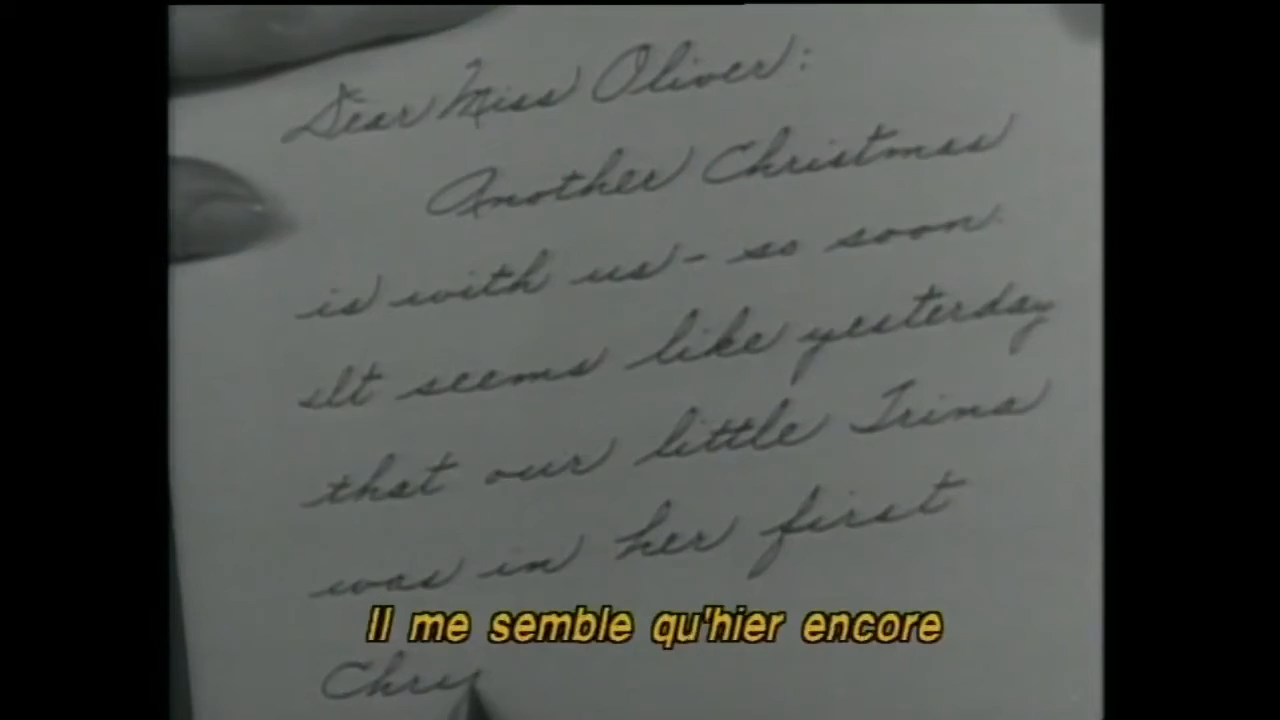 Dear Miss Oliver:
Another Christmas
is with us - so soon
It seems like yesterday
that our little Trina
was in her first
Il me semble qu'hier encore
Chry